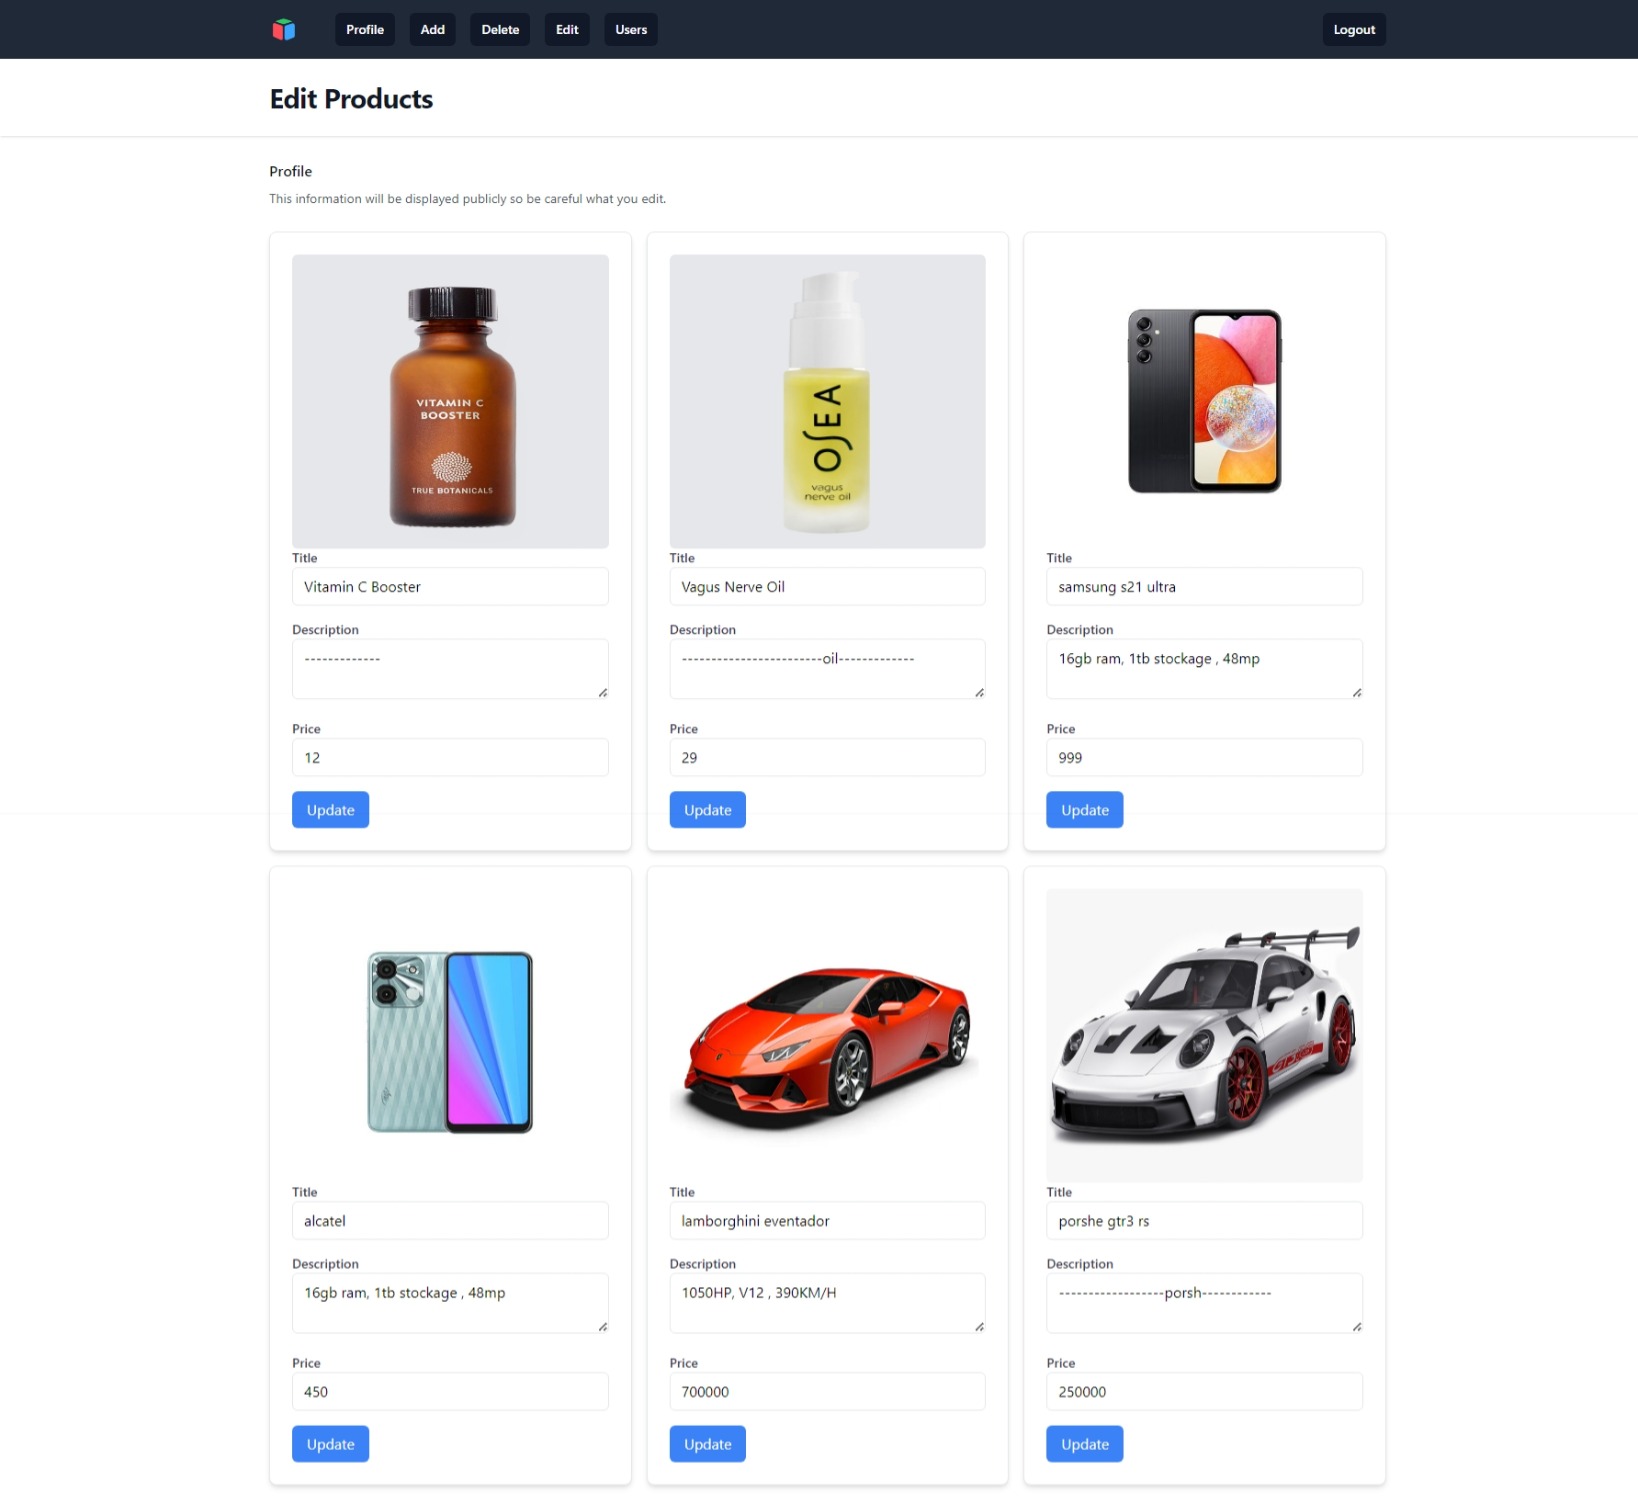 Profile Add Delete Edit Users Logout
Edit Products
Profile
This information will be displayed publicly so be careful what you edit.
VITAMIN C
BOOSTER
TRUE BOTANICALS
OSEA
vagus
nerve oil
Title Title Title
Vitamin C Booster Vagus Nerve Oil samsung s21 ultra
Description Description Description
------------- ------------------------oil------------- 16gb ram, 1tb stockage , 48mp
Price Price Price
12 29 999
Update Update Update
Title Title Title
alcatel lamborghini eventador porshe gtr3 rs
Description Description Description
16gb ram, 1tb stockage , 48mp 1050HP, V12 , 390KM/H ------------------porsh------------
Price Price Price
450 700000 250000
Update Update Update